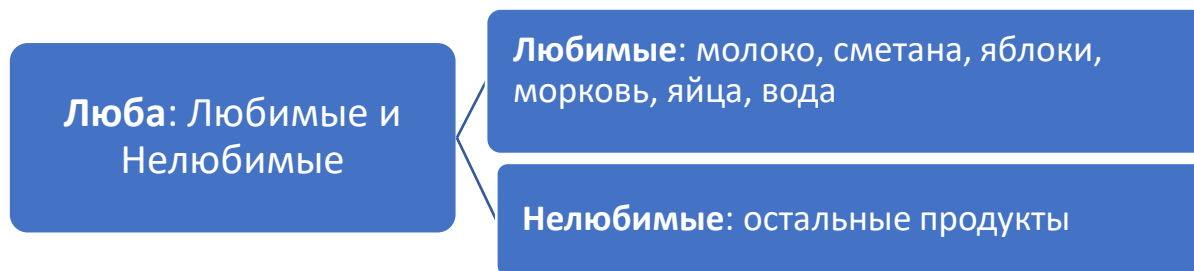 Люба: Любимые и
Нелюбимые
Любимые: молоко, сметана, яблоки,
морковь, яйца, вода
Нелюбимые: остальные продукты